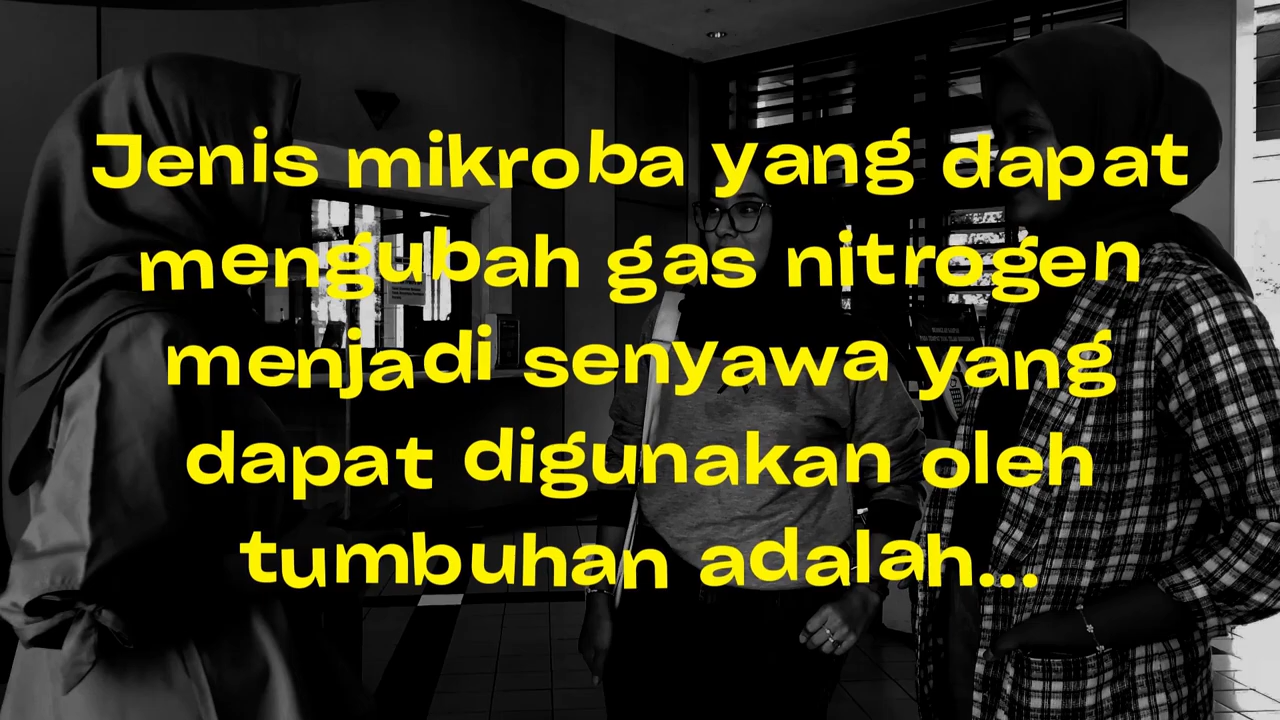 Jenis mikroba yang dapat
mengubah gas nitrogen
menjadi senyawa yang
dapat digunakan oleh
tumbuhan adalah...